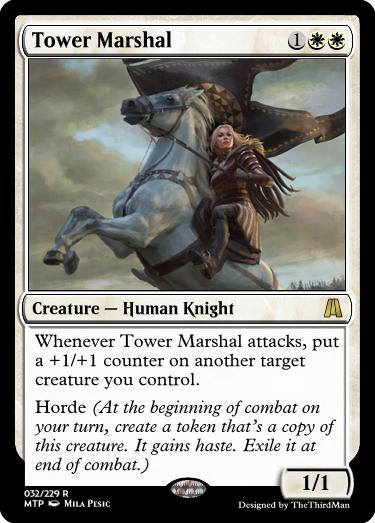 Tower Marshal 1
Creature — Human Knight
Whenever Tower Marshal attacks, put
a +1/+1 counter on another target
creature you control.
Horde (At the beginning of combat on
your turn, create a token that's a copy of
this creature. It gains haste. Exile it at
end of combat.)
1/1
032/229 R
MTP Mila Pesic Designed by TheThirdMan